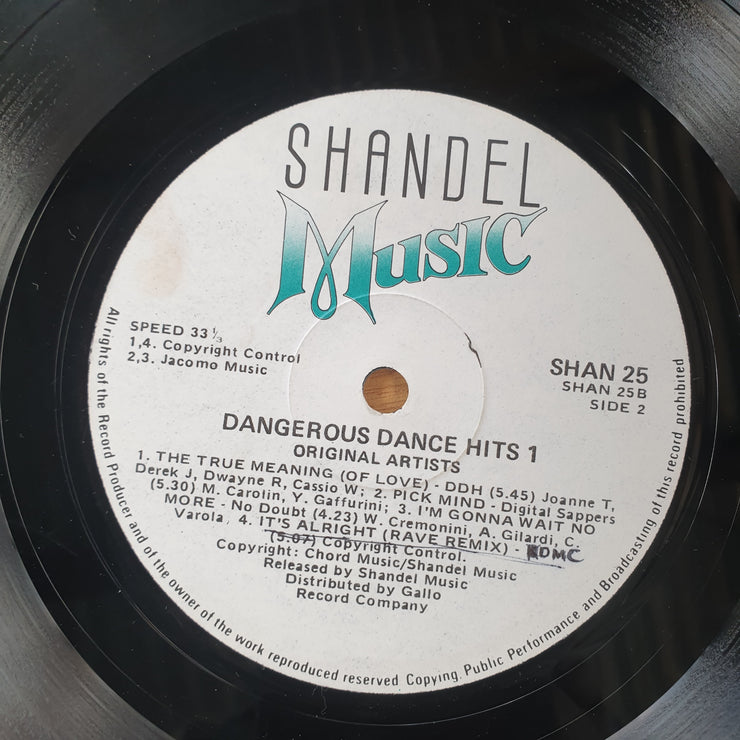 SHANDEL
Music
SPEED 33 1/3
1,4. Copyright Control
2,3. Jacomo Music
SHAN 25
SHAN 25B
SIDE 2
DANGEROUS DANCE HITS 1
ORIGINAL ARTISTS
1. THE TRUE MEANING (OF LOVE) - DDH (5.45) Joanne T,
Derek J, Dwayne R, Cassio W; 2. PICK MIND - Digital Sappers
(5.30) M. Carolin, Y. Gaffurini; 3. I'M GONNA WAIT NO
MORE - No Doubt (4.23) W. Cremonini, A. Gilardi, C.
Varola, 4. IT'S ALRIGHT (RAVE REMIX) - EDMC
(5.07) Copyright Control.
Copyright: Chord Music/Shandel Music
Released by Shandel Music
Distributed by Gallo
Record Company
All rights of the Record Producer and of the owner of the work reproduced reserved. Copying, Public Performance and Broadcasting of this record prohibited